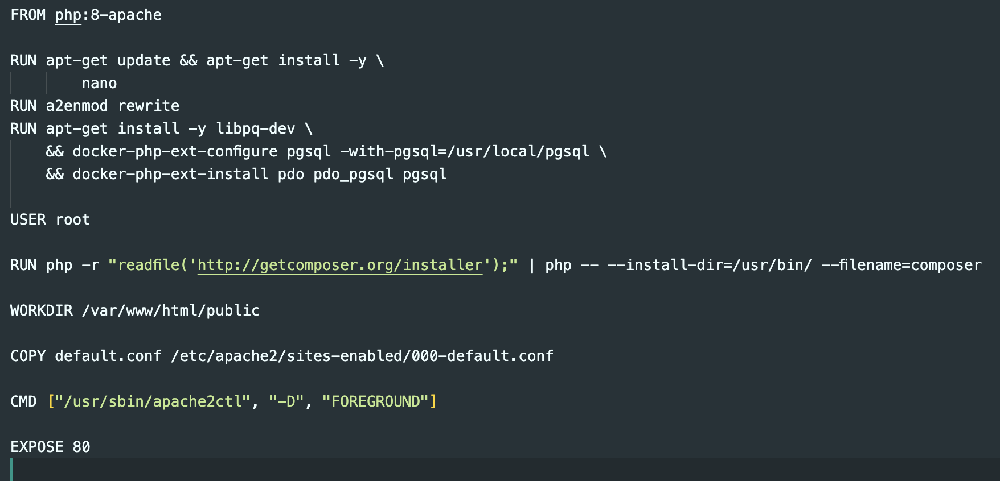 FROM php:8-apache
RUN apt-get update && apt-get install -y \
nano
RUN a2enmod rewrite
RUN apt-get install -y libpq-dev \
&& docker-php-ext-configure pgsql -with-pgsql=/usr/local/pgsql \
&& docker-php-ext-install pdo pdo_pgsql pgsql
USER root
RUN php -r "readfile('http://getcomposer.org/installer');" | php -- --install-dir=/usr/bin/ --filename=composer
WORKDIR /var/www/html/public
COPY default.conf /etc/apache2/sites-enabled/000-default.conf
CMD ["/usr/sbin/apache2ctl", "-D", "FOREGROUND"]
EXPOSE 80